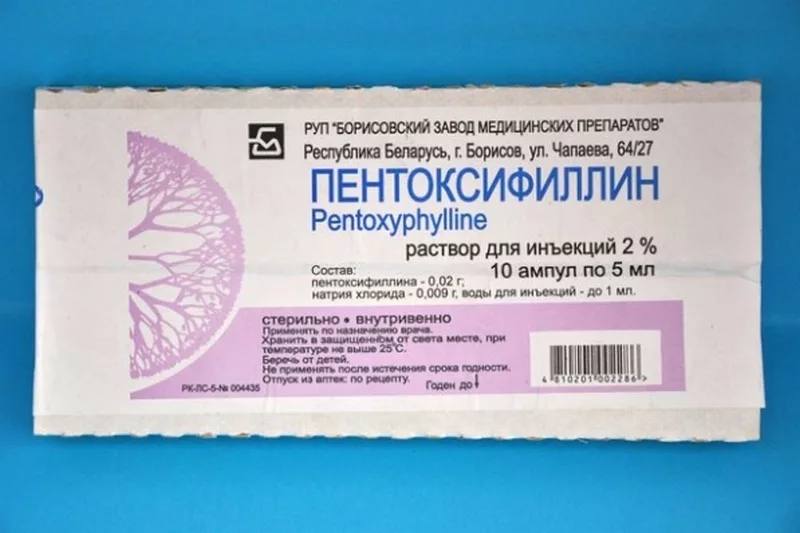 РУП "БОРИСОВСКИЙ ЗАВОД МЕДИЦИНСКИХ ПРЕПАРАТОВ"
Республика Беларусь, г. Борисов, ул. Чапаева, 64/27
ПЕНТОКСИФИЛЛИН
Pentoxyphylline
раствор для инъекций 2 %
10 ампул по 5 мл
Состав:
пентоксифиллина - 0,02 г;
натрия хлорида - 0,009 г, воды для инъекций - до 1 мл.
стерильно • внутривенно
Применять по назначению врача.
Хранить в защищенном от света месте, при
температуре не выше 25°С.
Беречь от детей.
Не применять после истечения срока годности.
Отпуск из аптек: по рецепту.
Годен до
РК-ЛС-5-№ 004435
4 810201 002286 >